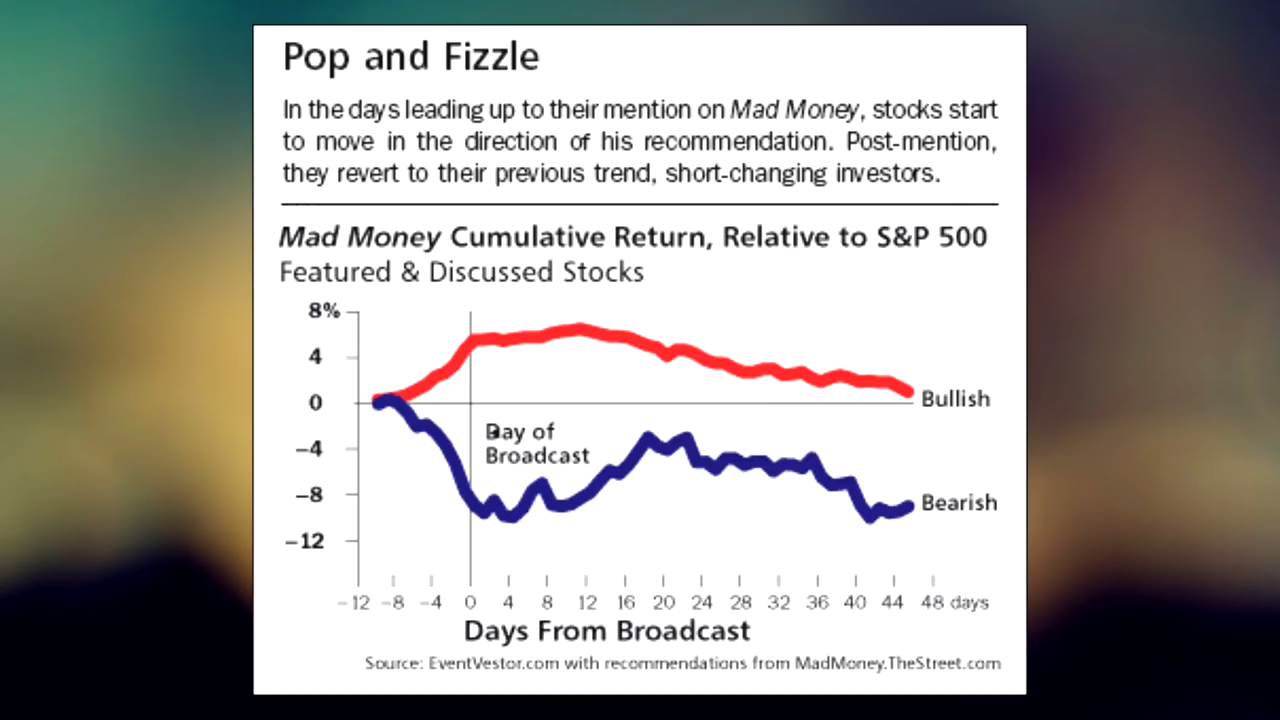 Pop and Fizzle
In the days leading up to their mention on Mad Money, stocks start
to move in the direction of his recommendation. Post-mention,
they revert to their previous trend, short-changing investors.
Mad Money Cumulative Return, Relative to S&P 500
Featured & Discussed Stocks
8%
4
0
−4
−8
−12
Bullish
Day of
Broadcast
Bearish
−12 −8 −4 0 4 8 12 16 20 24 28 32 36 40 44 48 days
Days From Broadcast
Source: EventVestor.com with recommendations from MadMoney.TheStreet.com